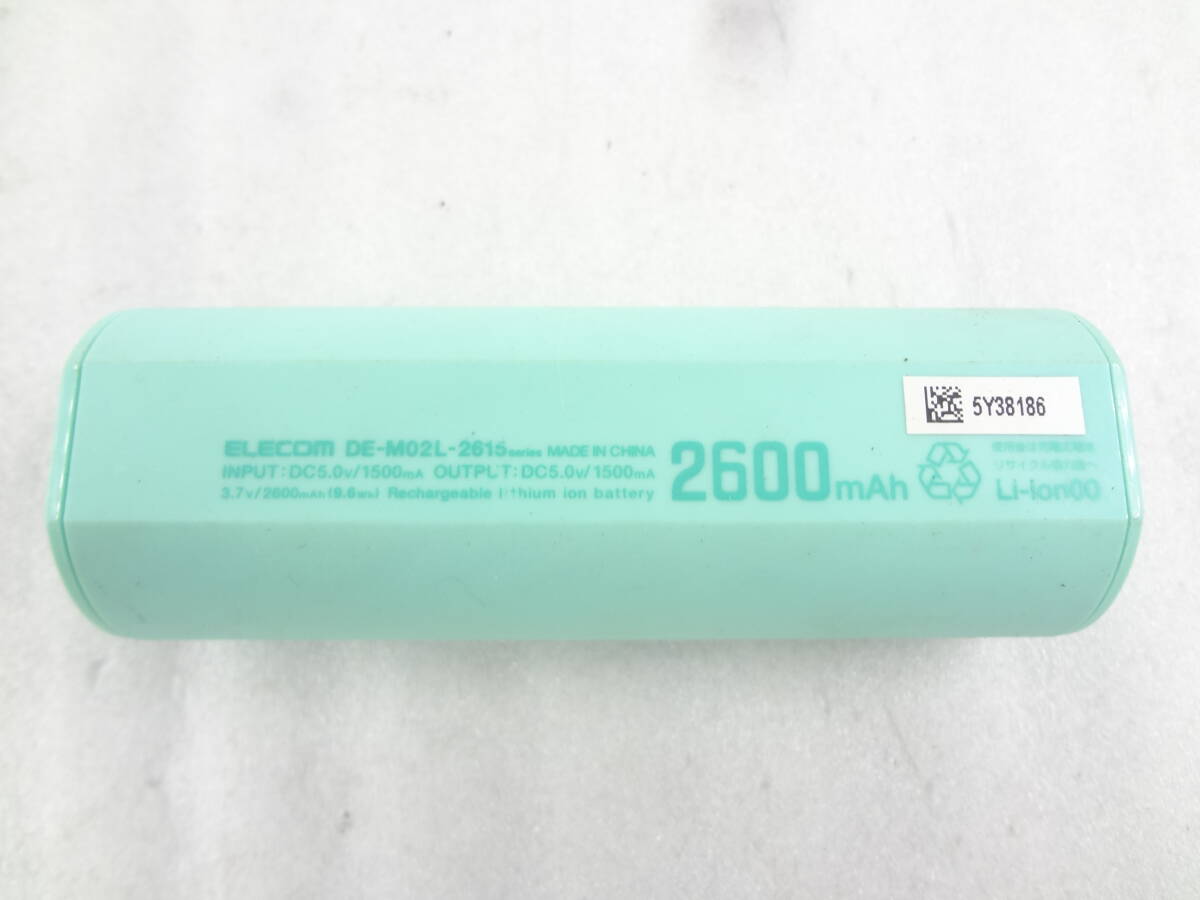 5Y38186
ELECOM DE-M02L-2615series MADE IN CHINA
INPUT:DC5.0v/1500mA OUTPUT:DC5.0v/1500mA
3.7v/2600mAh(9.6Wh) Rechargeable lithium ion battery
2600mAh
使用後は充電式電池
リサイクル協力店へ
Li-ion00